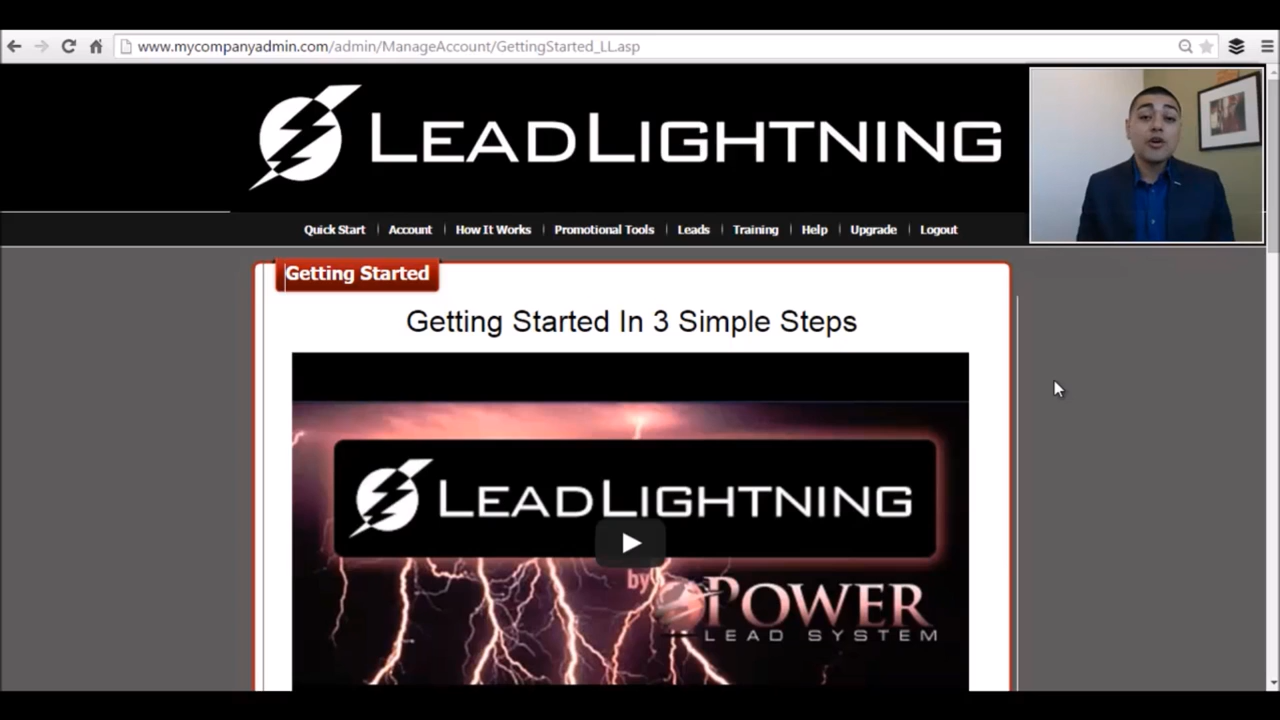 www.mycompanyadmin.com/admin/ManageAccount/GettingStarted_LL.asp
LEADLIGHTNING
Quick Start | Account | How It Works | Promotional Tools | Leads | Training | Help | Upgrade | Logout
Getting Started
Getting Started In 3 Simple Steps
LEADLIGHTNING
by POWER
LEAD SYSTEM